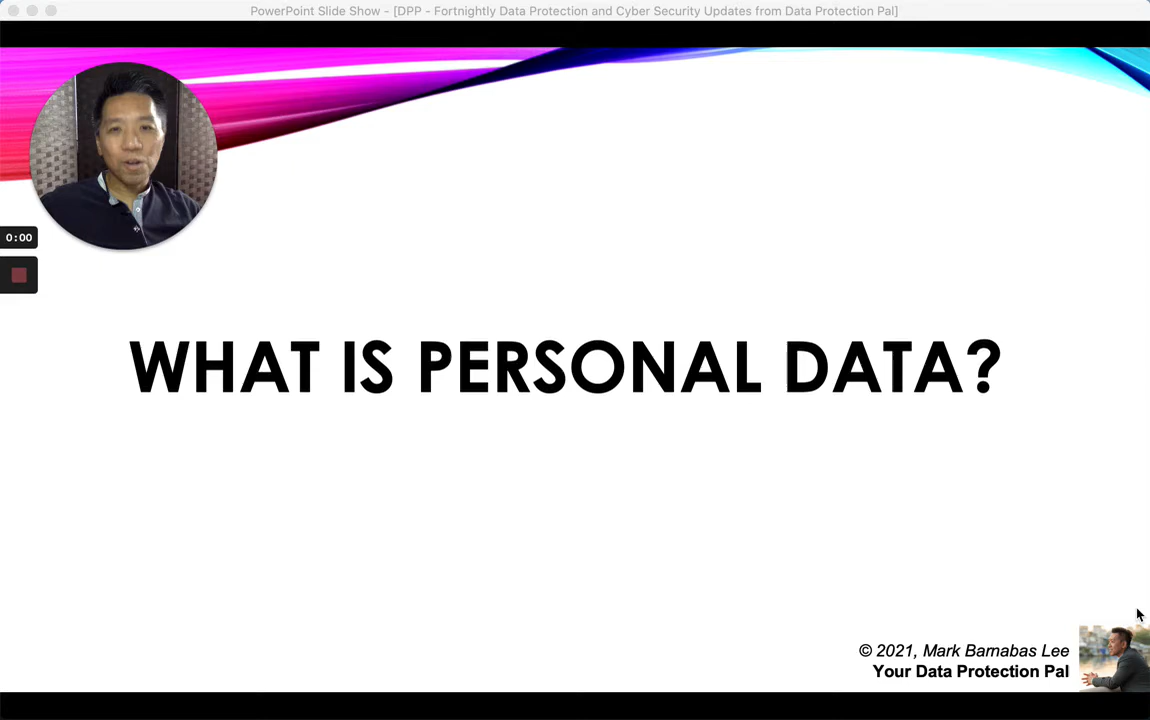 PowerPoint Slide Show - [DPP - Fortnightly Data Protection and Cyber Security Updates from Data Protection Pal]
0:00
WHAT IS PERSONAL DATA?
© 2021, Mark Barnabas Lee
Your Data Protection Pal